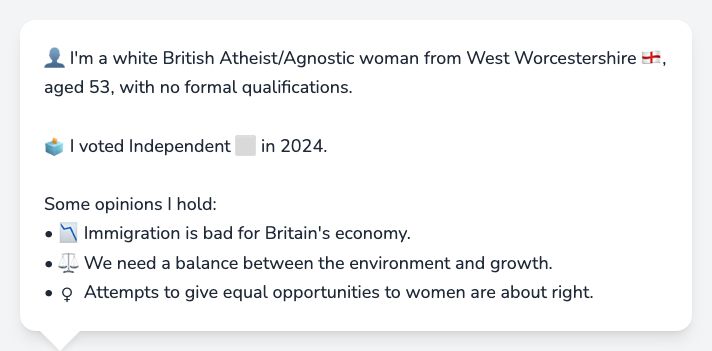 👤 I'm a white British Atheist/Agnostic woman from West Worcestershire 🏴󠁧󠁢󠁥󠁮󠁧󠁿,
aged 53, with no formal qualifications.
🗳️ I voted Independent ⬜ in 2024.
Some opinions I hold:
• 📉 Immigration is bad for Britain's economy.
• ⚖️ We need a balance between the environment and growth.
• ♀ Attempts to give equal opportunities to women are about right.